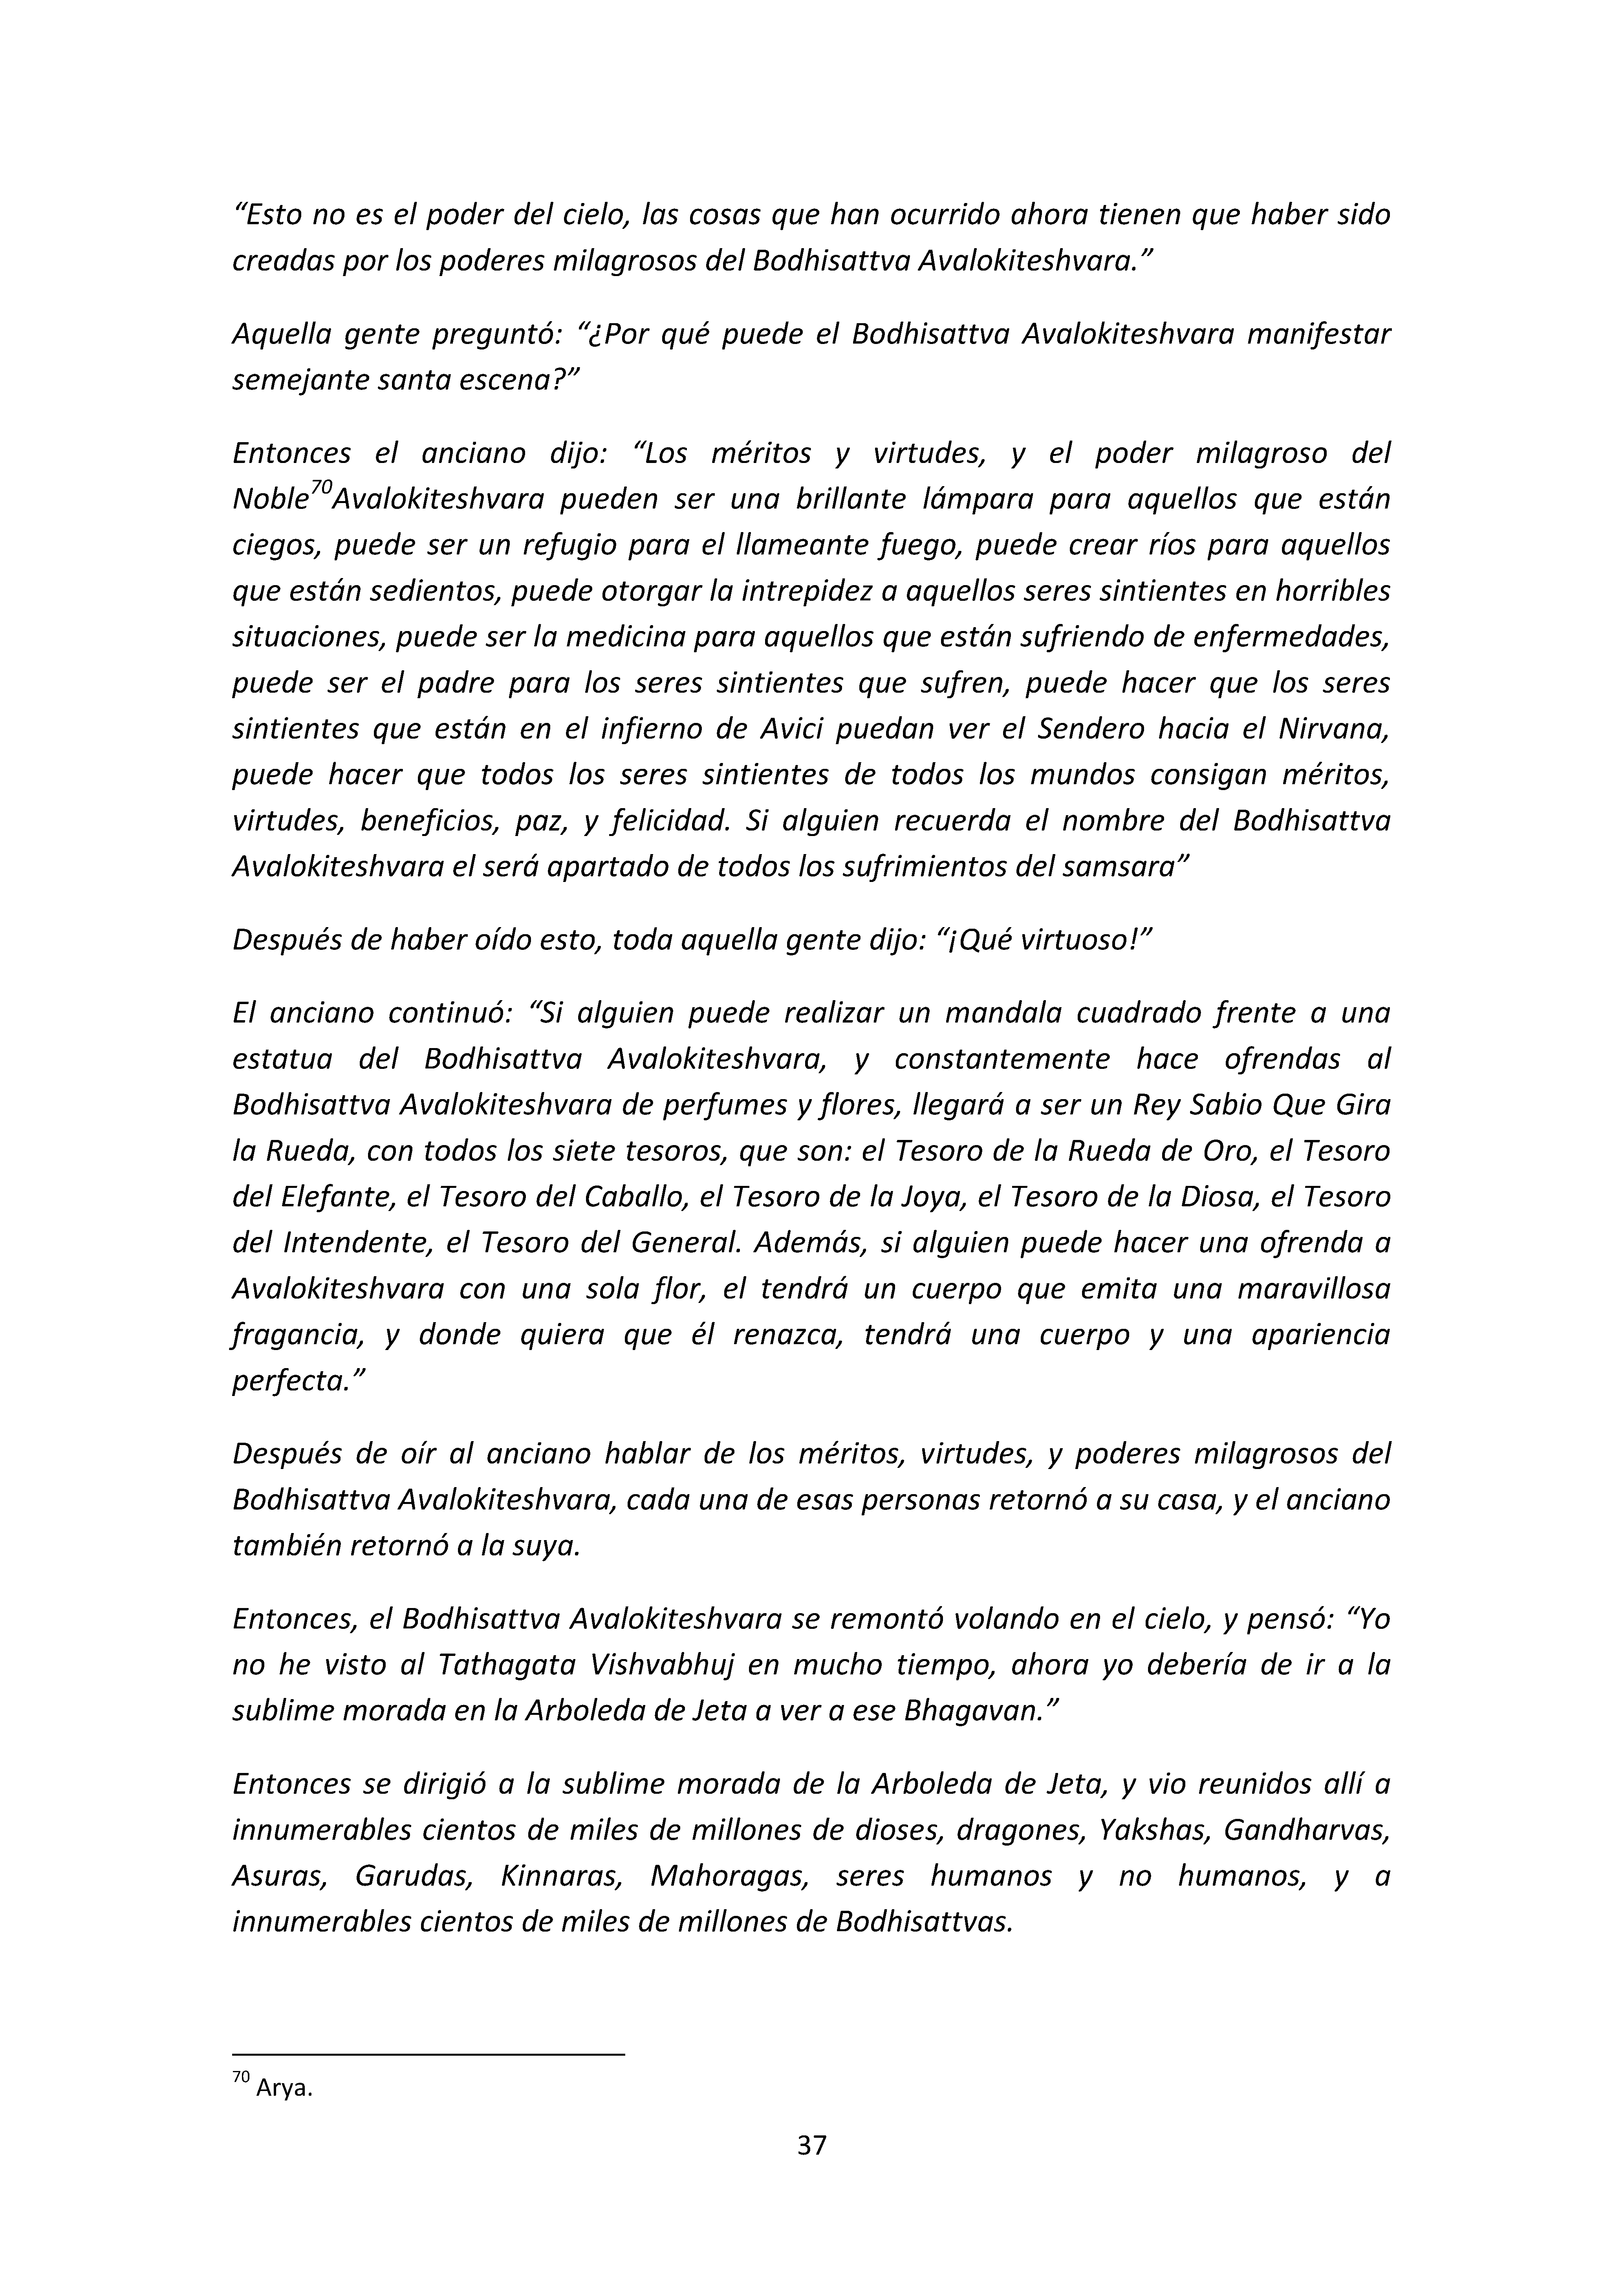 “Esto no es el poder del cielo, las cosas que han ocurrido ahora tienen que haber sido
creadas por los poderes milagrosos del Bodhisattva Avalokiteshvara.”
Aquella gente preguntó: “¿Por qué puede el Bodhisattva Avalokiteshvara manifestar
semejante santa escena?”
Entonces el anciano dijo: “Los méritos y virtudes, y el poder milagroso del
Noble70Avalokiteshvara pueden ser una brillante lámpara para aquellos que están
ciegos, puede ser un refugio para el llameante fuego, puede crear ríos para aquellos
que están sedientos, puede otorgar la intrepidez a aquellos seres sintientes en horribles
situaciones, puede ser la medicina para aquellos que están sufriendo de enfermedades,
puede ser el padre para los seres sintientes que sufren, puede hacer que los seres
sintientes que están en el infierno de Avici puedan ver el Sendero hacia el Nirvana,
puede hacer que todos los seres sintientes de todos los mundos consigan méritos,
virtudes, beneficios, paz, y felicidad. Si alguien recuerda el nombre del Bodhisattva
Avalokiteshvara el será apartado de todos los sufrimientos del samsara”
Después de haber oído esto, toda aquella gente dijo: “¡Qué virtuoso!”
El anciano continuó: “Si alguien puede realizar un mandala cuadrado frente a una
estatua del Bodhisattva Avalokiteshvara, y constantemente hace ofrendas al
Bodhisattva Avalokiteshvara de perfumes y flores, llegará a ser un Rey Sabio Que Gira
la Rueda, con todos los siete tesoros, que son: el Tesoro de la Rueda de Oro, el Tesoro
del Elefante, el Tesoro del Caballo, el Tesoro de la Joya, el Tesoro de la Diosa, el Tesoro
del Intendente, el Tesoro del General. Además, si alguien puede hacer una ofrenda a
Avalokiteshvara con una sola flor, el tendrá un cuerpo que emita una maravillosa
fragancia, y donde quiera que él renazca, tendrá una cuerpo y una apariencia
perfecta.”
Después de oír al anciano hablar de los méritos, virtudes, y poderes milagrosos del
Bodhisattva Avalokiteshvara, cada una de esas personas retornó a su casa, y el anciano
también retornó a la suya.
Entonces, el Bodhisattva Avalokiteshvara se remontó volando en el cielo, y pensó: “Yo
no he visto al Tathagata Vishvabhuj en mucho tiempo, ahora yo debería de ir a la
sublime morada en la Arboleda de Jeta a ver a ese Bhagavan.”
Entonces se dirigió a la sublime morada de la Arboleda de Jeta, y vio reunidos allí a
innumerables cientos de miles de millones de dioses, dragones, Yakshas, Gandharvas,
Asuras, Garudas, Kinnaras, Mahoragas, seres humanos y no humanos, y a
innumerables cientos de miles de millones de Bodhisattvas.
70 Arya.
37